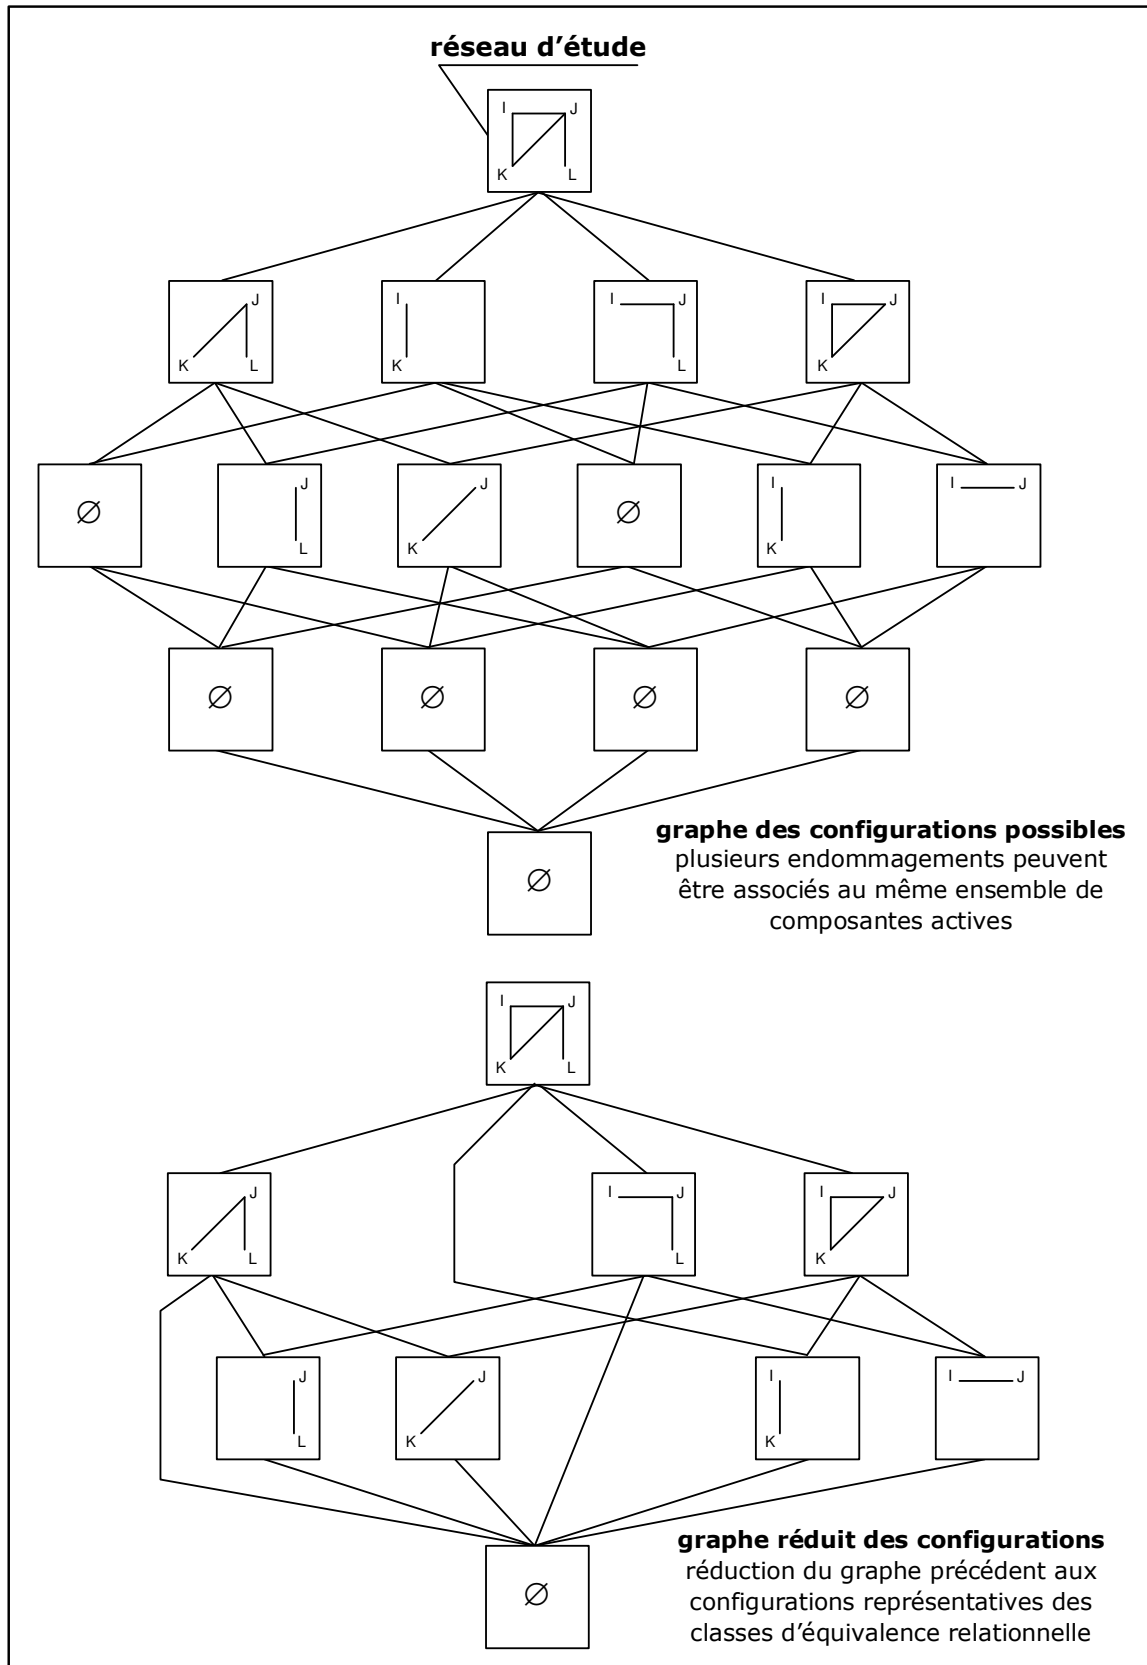 réseau d'étude
I J
K L
J I I J I J
K L K L K
∅ J J ∅ I I J
L K K
∅ ∅ ∅ ∅
graphe des configurations possibles
plusieurs endommagements peuvent
être associés au même ensemble de
composantes actives
∅
I J
K L
J I J I J
K L L K
J J I I J
L K K
graphe réduit des configurations
réduction du graphe précédent aux
configurations représentatives des
classes d'équivalence relationnelle
∅